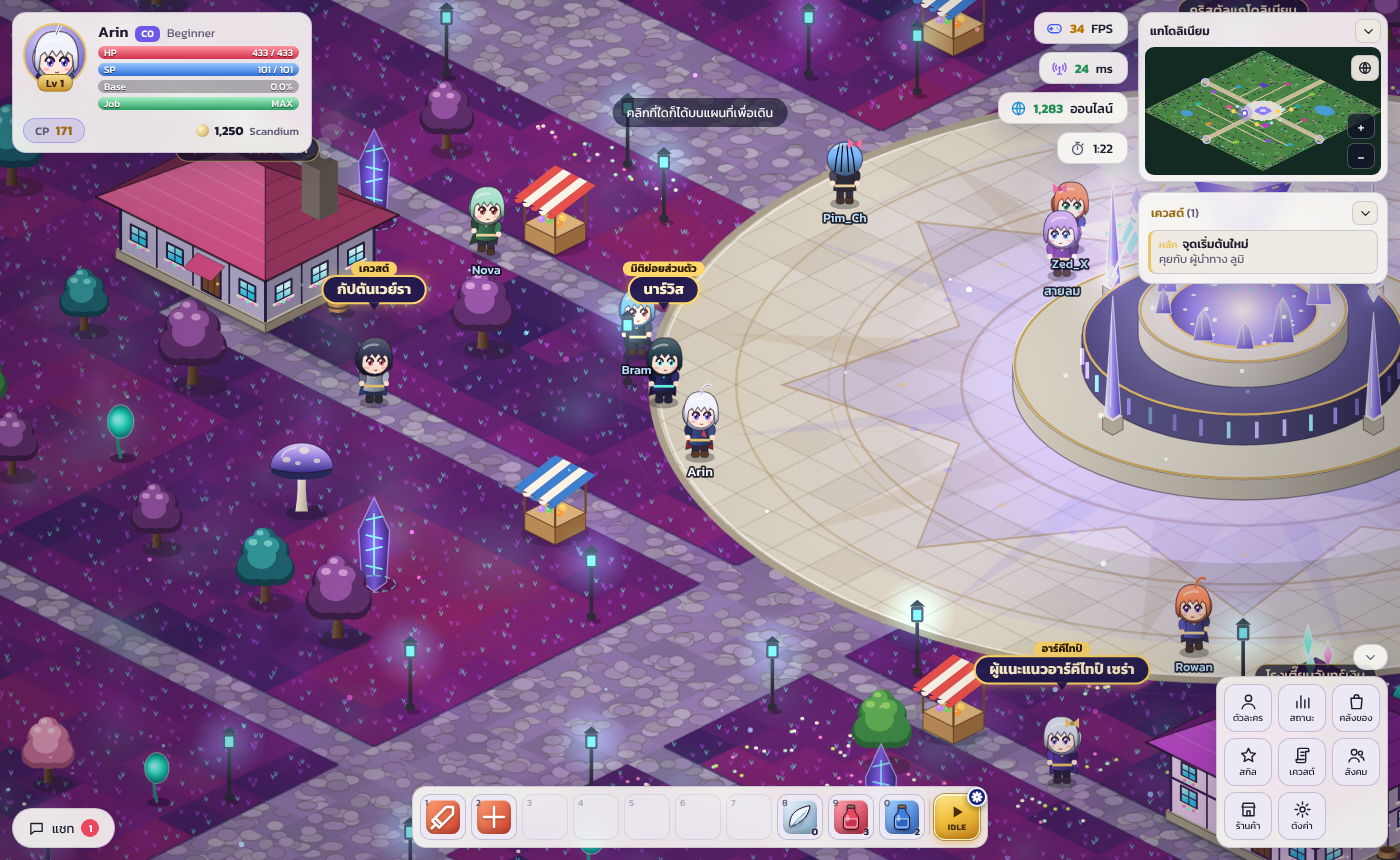 Arin CO Beginner
HP 433 / 433
SP 101 / 101
Base 0.0%
Job MAX
Lv 1
CP 171
1,250 Scandium
คลิกที่ใดก็ได้บนแผนที่เพื่อเดิน
34 FPS
24 ms
1,283 ออนไลน์
1:22
แกโดลิเนียม
+
−
เควสต์ (1)
หลัก จุดเริ่มต้นใหม่
คุยกับ ผู้นำทาง ลูมิ
Pim_Ch
Zed_X
สายลม
Nova
เควสต์
กัปตันเวย์รา
มิติย่อยส่วนตัว
นาร์วิส
Bram
Arin
อาร์คีไทป์
ผู้แนะแนวอาร์คีไทป์ เซร่า
Rowan
ตัวละคร
สถานะ
คลังของ
สกิล
เควสต์
สังคม
ร้านค้า
ตั้งค่า
แชท 1
1 2 3 4 5 6 7 8 9 0
0 3 2
IDLE